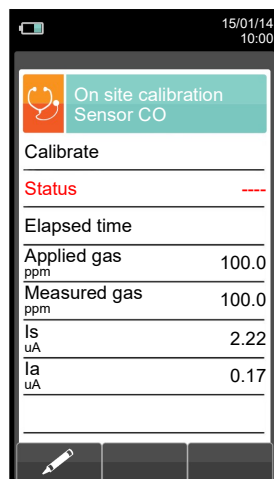 15/01/14
10:00
On site calibration
Sensor CO
Calibrate
Status ----
Elapsed time
Applied gas 100.0
ppm
Measured gas 100.0
ppm
Is 2.22
uA
Ia 0.17
uA